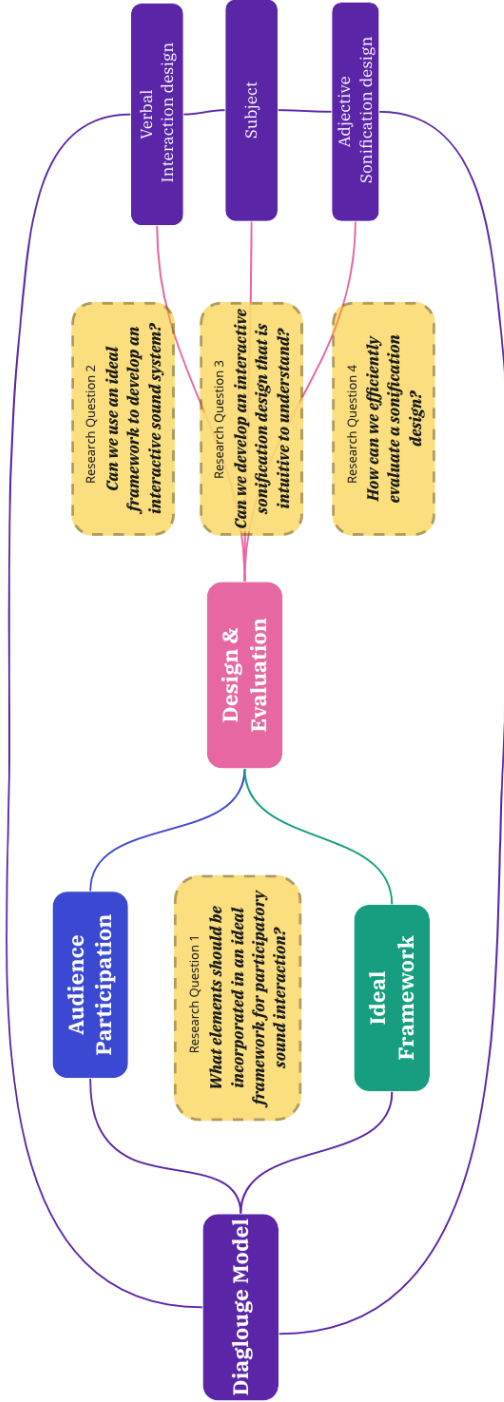 Diaglouge Model
Audience
Participation
Research Question 1
What elements should be
incorporated in an ideal
framework for participatory
sound interaction?
Ideal
Framework
Design &
Evaluation
Research Question 2
Can we use an ideal
framework to develop an
interactive sound system?
Research Question 3
Can we develop an interactive
sonification design that is
intuitive to understand?
Research Question 4
How can we efficiently
evaluate a sonification
design?
Verbal
Interaction design
Subject
Adjective
Sonification design